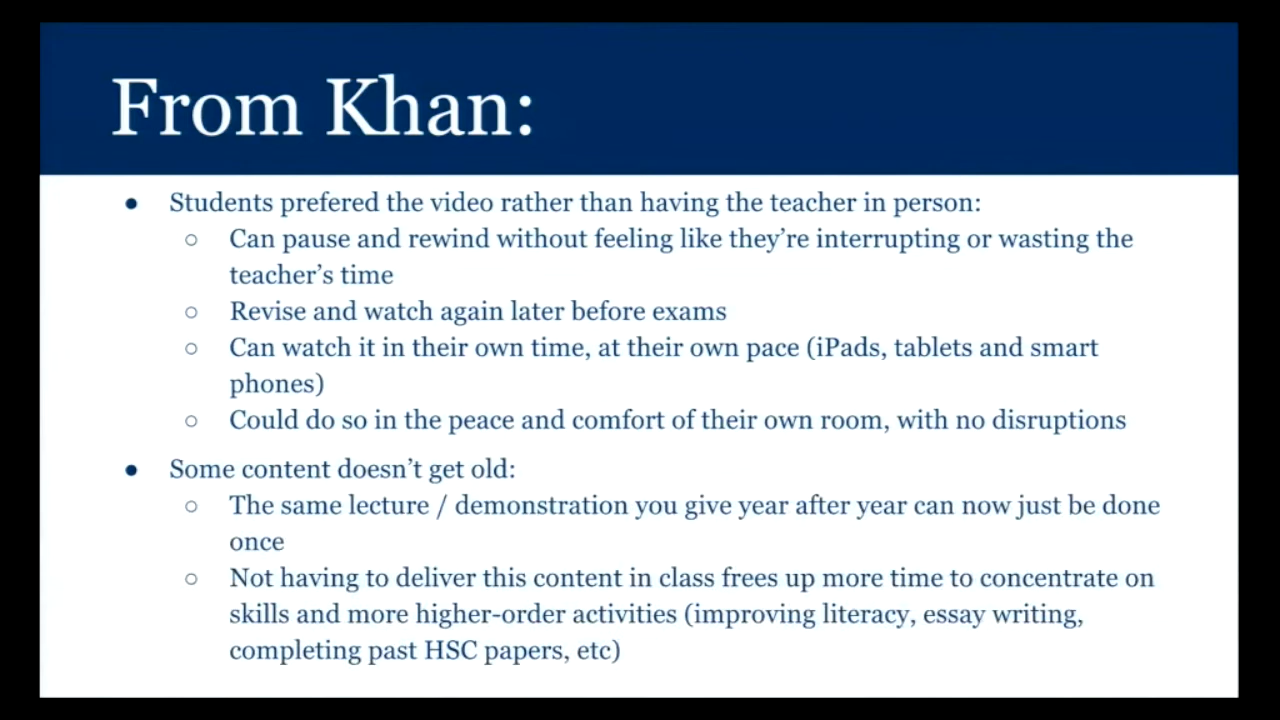 From Khan:
● Students prefered the video rather than having the teacher in person:
○ Can pause and rewind without feeling like they're interrupting or wasting the
teacher's time
○ Revise and watch again later before exams
○ Can watch it in their own time, at their own pace (iPads, tablets and smart
phones)
○ Could do so in the peace and comfort of their own room, with no disruptions
● Some content doesn't get old:
○ The same lecture / demonstration you give year after year can now just be done
once
○ Not having to deliver this content in class frees up more time to concentrate on
skills and more higher-order activities (improving literacy, essay writing,
completing past HSC papers, etc)